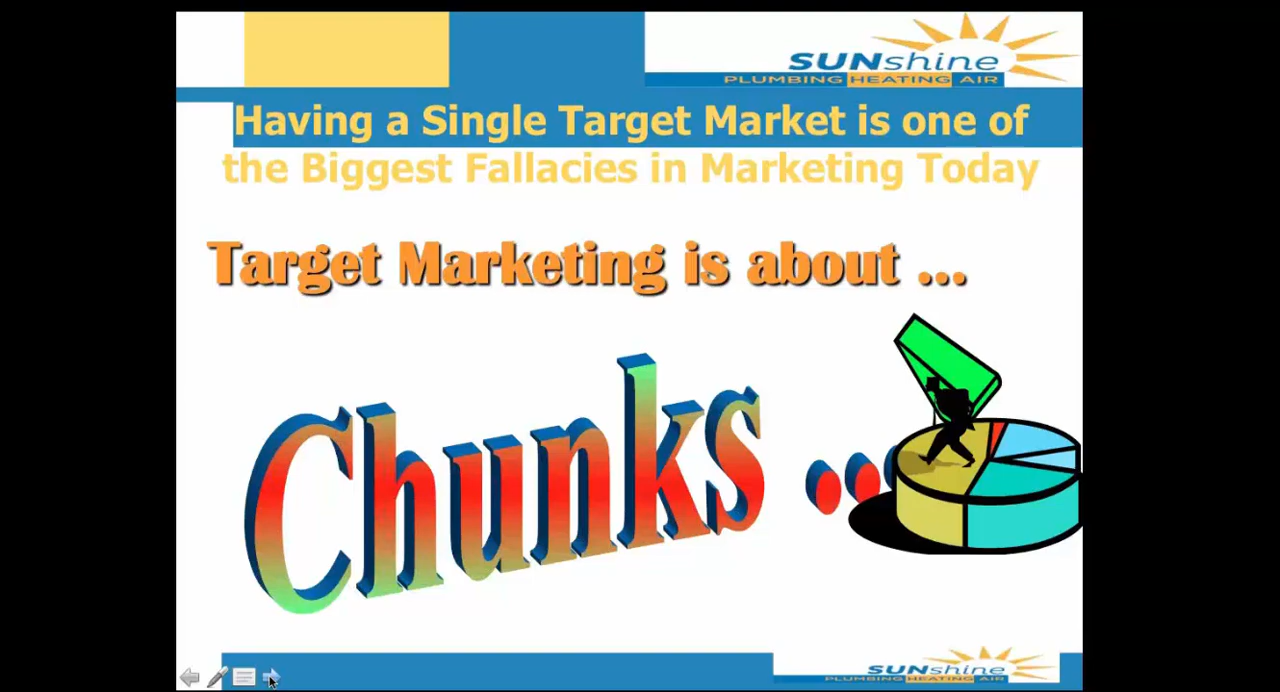 SUNshine
PLUMBING HEATING AIR
Having a Single Target Market is one of
the Biggest Fallacies in Marketing Today
Target Marketing is about ...
Chunks ...
SUNshine
PLUMBING HEATING AIR